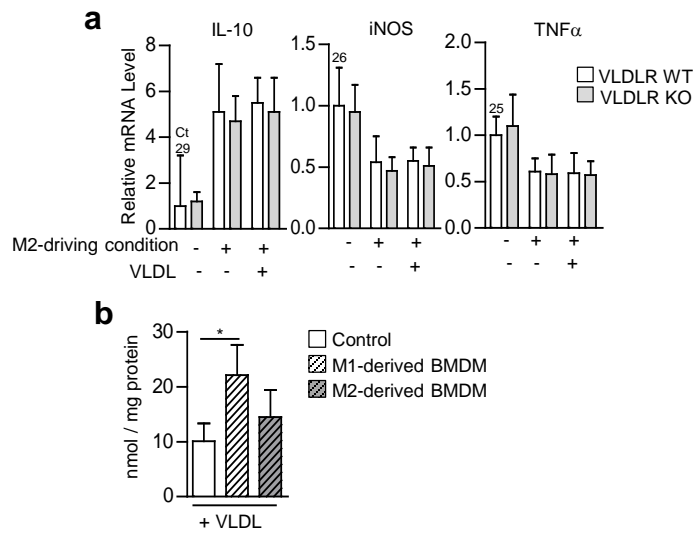 a
IL-10
iNOS
TNFα
Relative mRNA Level
8
6
4
2
0
Ct
29
1.5
1.0
0.5
0.0
26
2.0
1.5
1.0
0.5
0.0
25
VLDLR WT
VLDLR KO
M2-driving condition - + + - + + - + +
VLDL - - + - - + - - +
b
nmol / mg protein
30
20
10
0
*
Control
M1-derived BMDM
M2-derived BMDM
+ VLDL